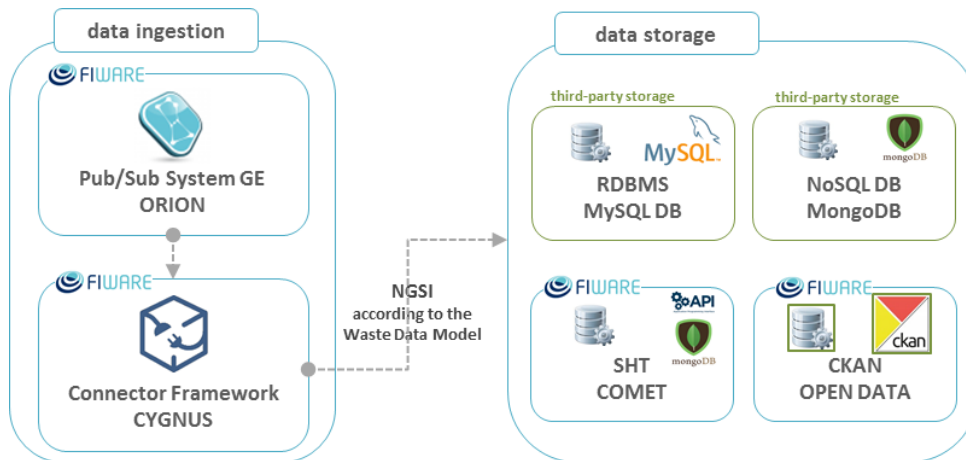 data ingestion
FIWARE
Pub/Sub System GE
ORION
FIWARE
Connector Framework
CYGNUS
NGSI
according to the
Waste Data Model
data storage
third-party storage
MySQL™
RDBMS
MySQL DB
third-party storage
mongoDB
NoSQL DB
MongoDB
FIWARE
API
mongoDB
SHT
COMET
FIWARE
ckan
CKAN
OPEN DATA